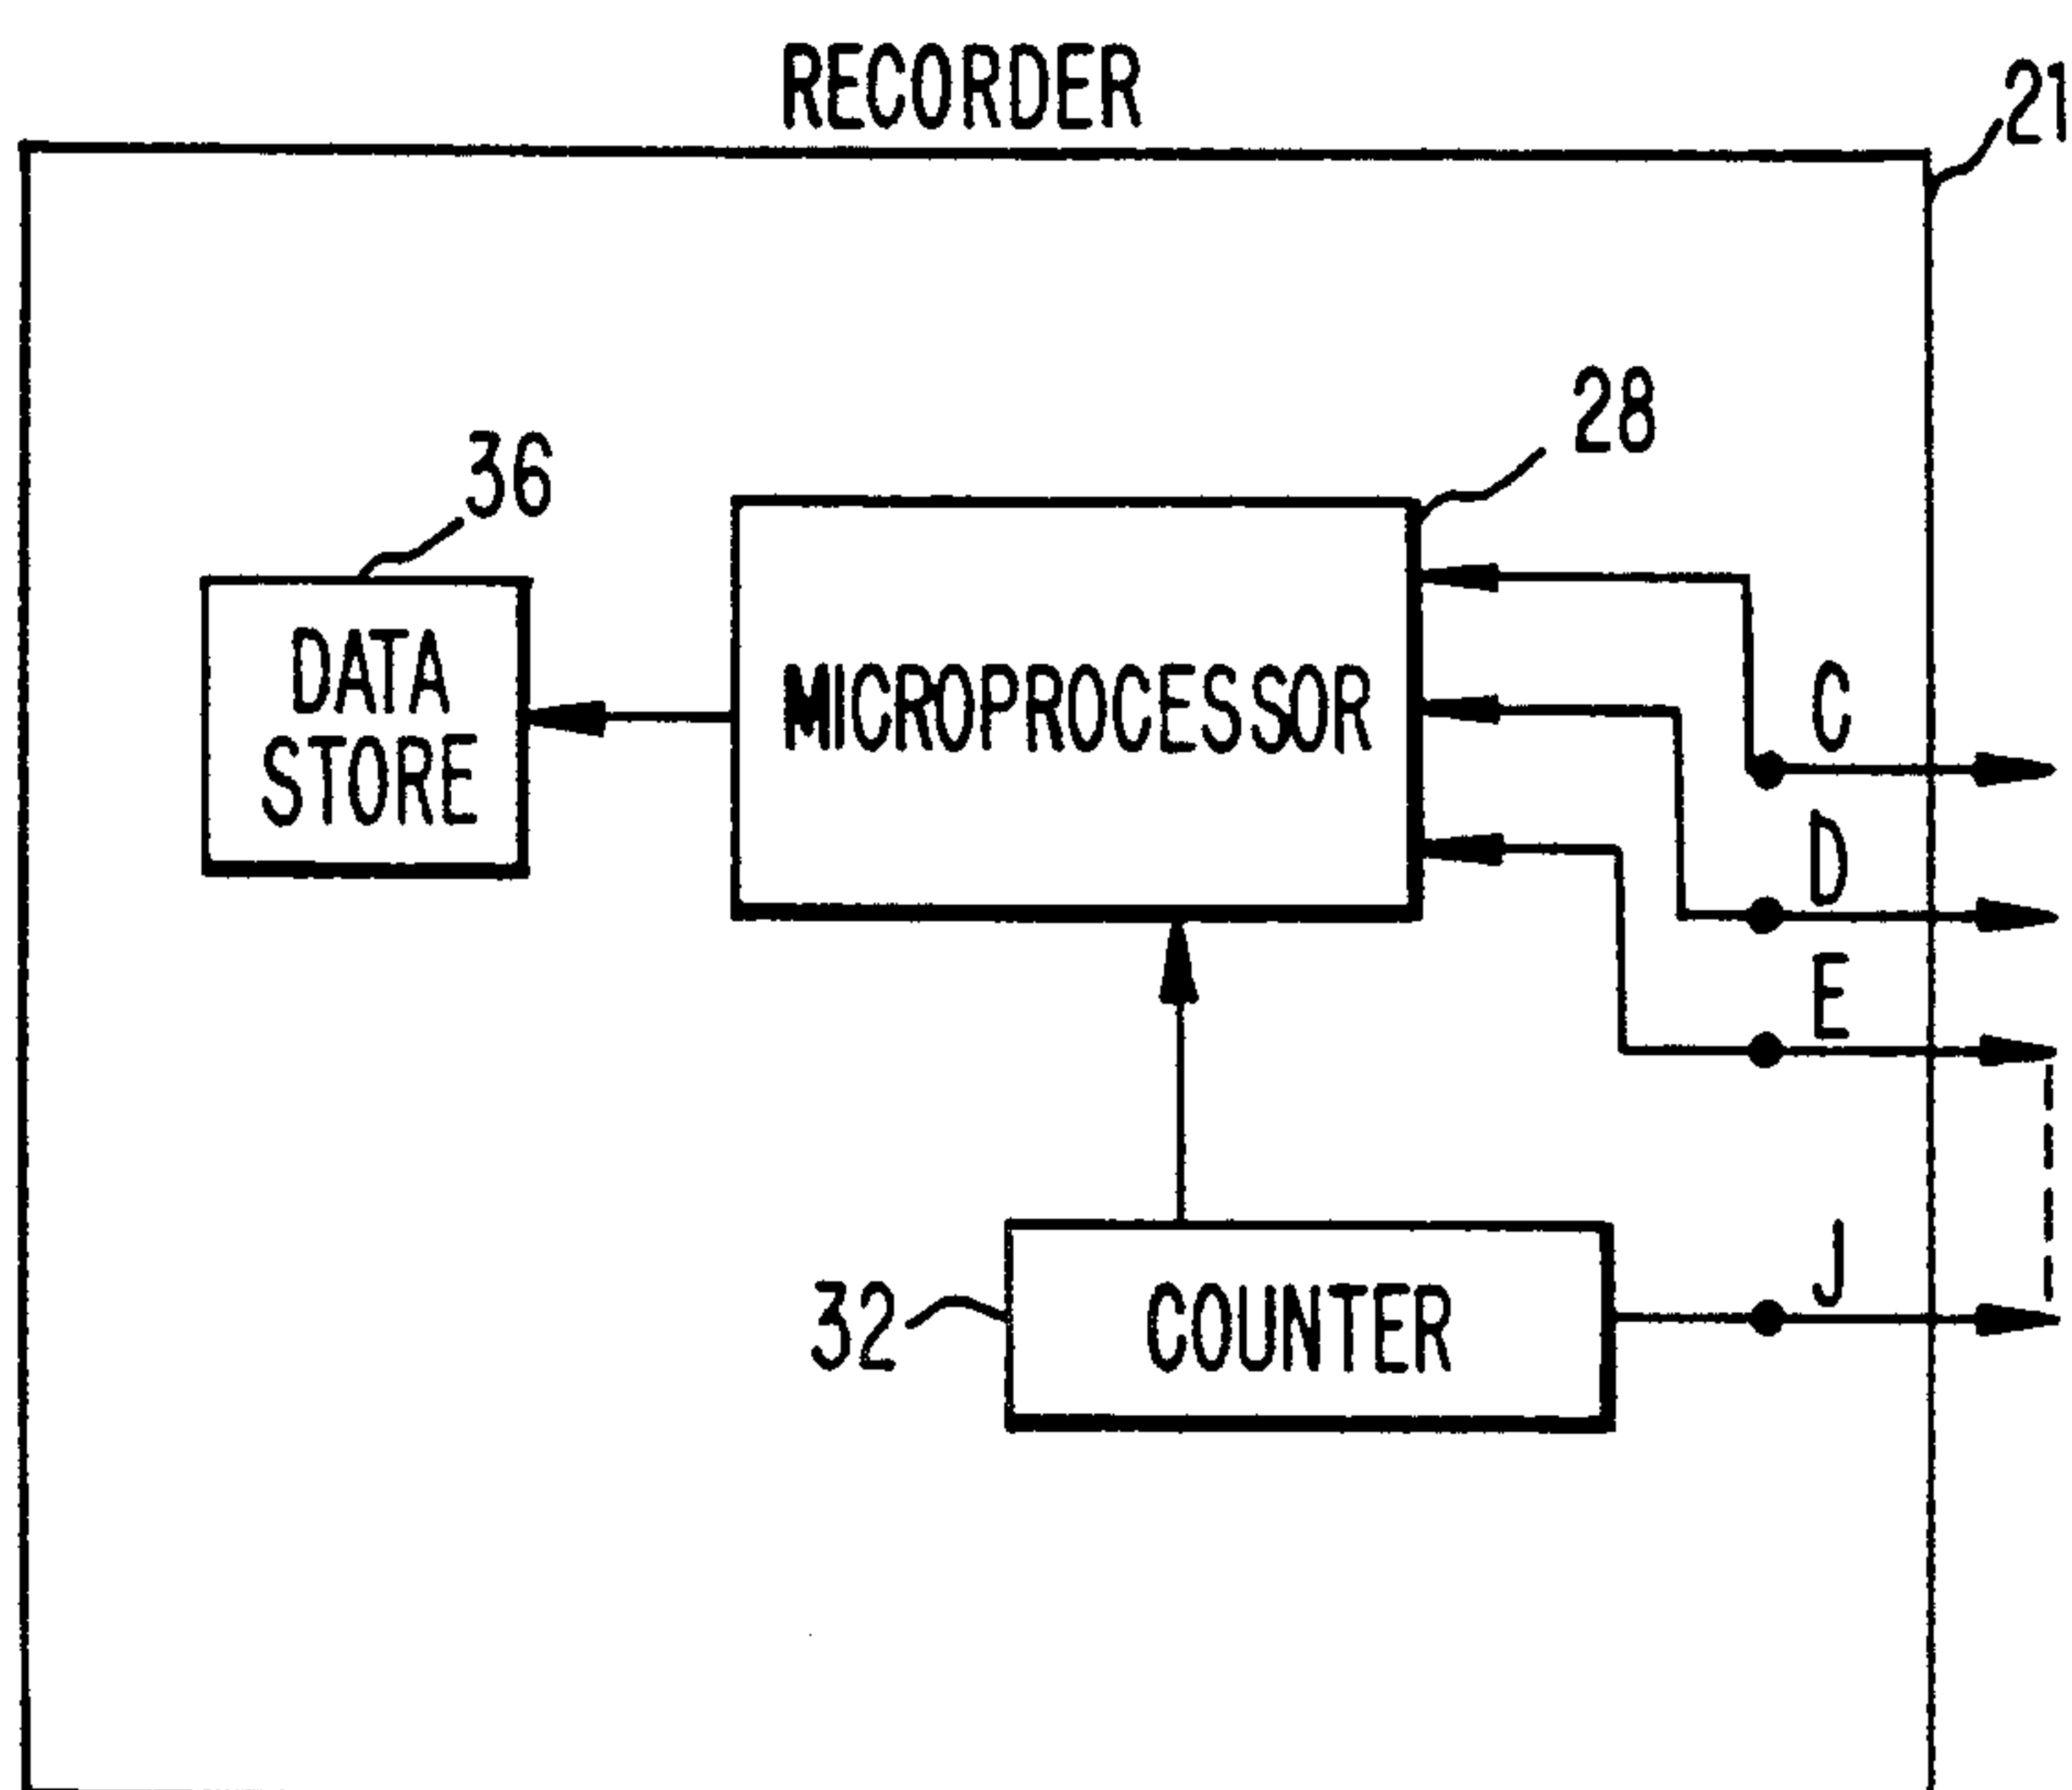 RECORDER
21
28
36
DATA
STORE
MICROPROCESSOR
C
D
E
J
32
COUNTER